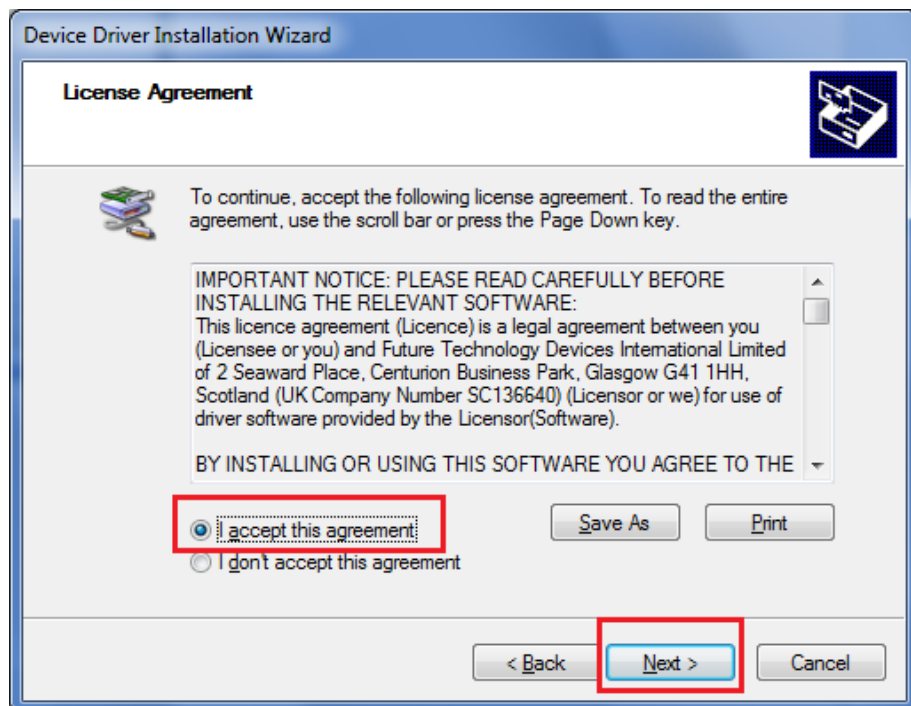 Device Driver Installation Wizard
License Agreement
To continue, accept the following license agreement. To read the entire
agreement, use the scroll bar or press the Page Down key.
IMPORTANT NOTICE: PLEASE READ CAREFULLY BEFORE
INSTALLING THE RELEVANT SOFTWARE:
This licence agreement (Licence) is a legal agreement between you
(Licensee or you) and Future Technology Devices International Limited
of 2 Seaward Place, Centurion Business Park, Glasgow G41 1HH,
Scotland (UK Company Number SC136640) (Licensor or we) for use of
driver software provided by the Licensor(Software).
BY INSTALLING OR USING THIS SOFTWARE YOU AGREE TO THE
I accept this agreement
Save As
Print
I don't accept this agreement
< Back
Next >
Cancel